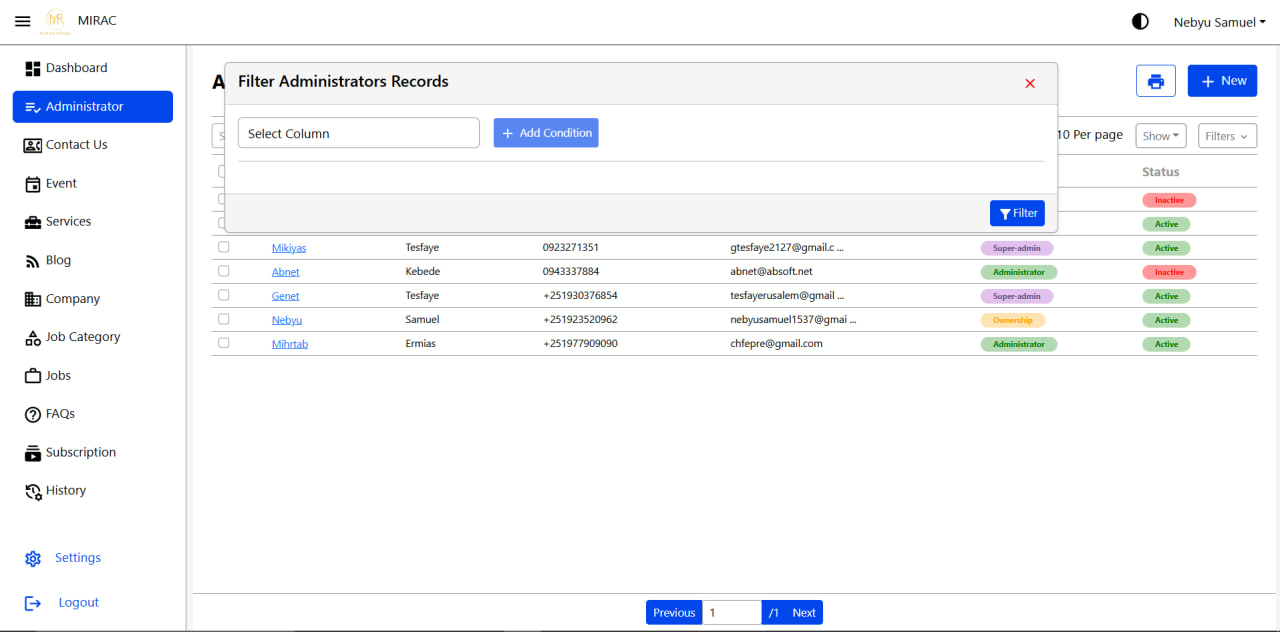 MIRAC
Nebyu Samuel
Dashboard
Administrator
Contact Us
Event
Services
Blog
Company
Job Category
Jobs
FAQs
Subscription
History
Settings
Logout
A
Filter Administrators Records
New
Select Column
Add Condition
10 Per page
Show
Filters
Status
Filter
Inactive
Active
Mikiyas Tesfaye 0923271351 gtesfaye2127@gmail.c ... Super-admin Active
Abnet Kebede 0943337884 abnet@absoft.net Administrator Inactive
Genet Tesfaye +251930376854 tesfayerusalem@gmail ... Super-admin Active
Nebyu Samuel +251923520962 nebyusamuel1537@gmai ... Ownership Active
Mihrtab Ermias +251977909090 chfepre@gmail.com Administrator Active
Previous 1 /1 Next